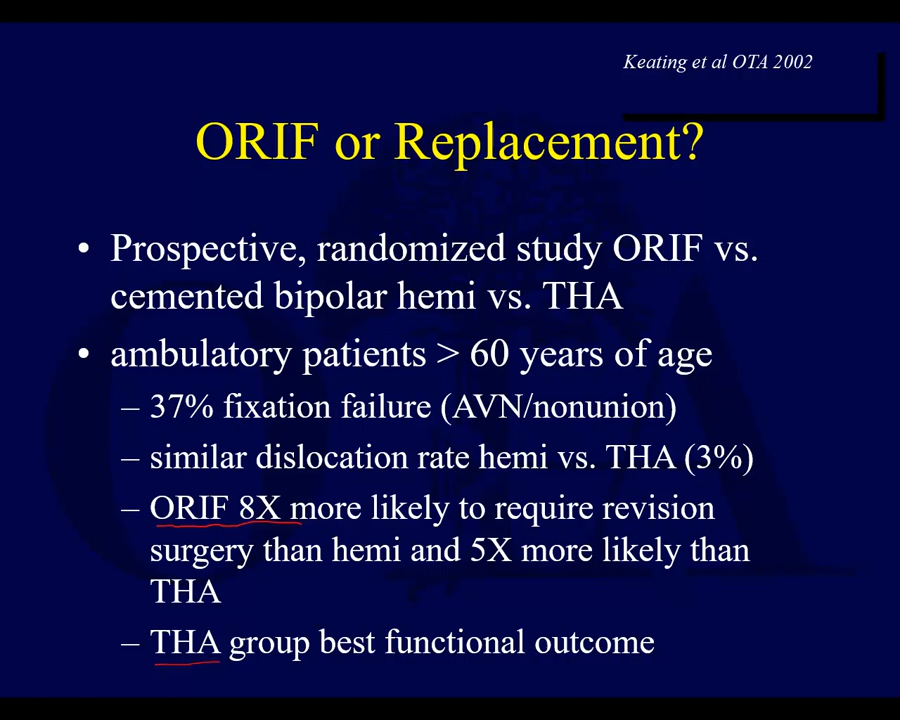 Keating et al OTA 2002
ORIF or Replacement?
• Prospective, randomized study ORIF vs.
cemented bipolar hemi vs. THA
• ambulatory patients > 60 years of age
– 37% fixation failure (AVN/nonunion)
– similar dislocation rate hemi vs. THA (3%)
– ORIF 8X more likely to require revision
surgery than hemi and 5X more likely than
THA
– THA group best functional outcome